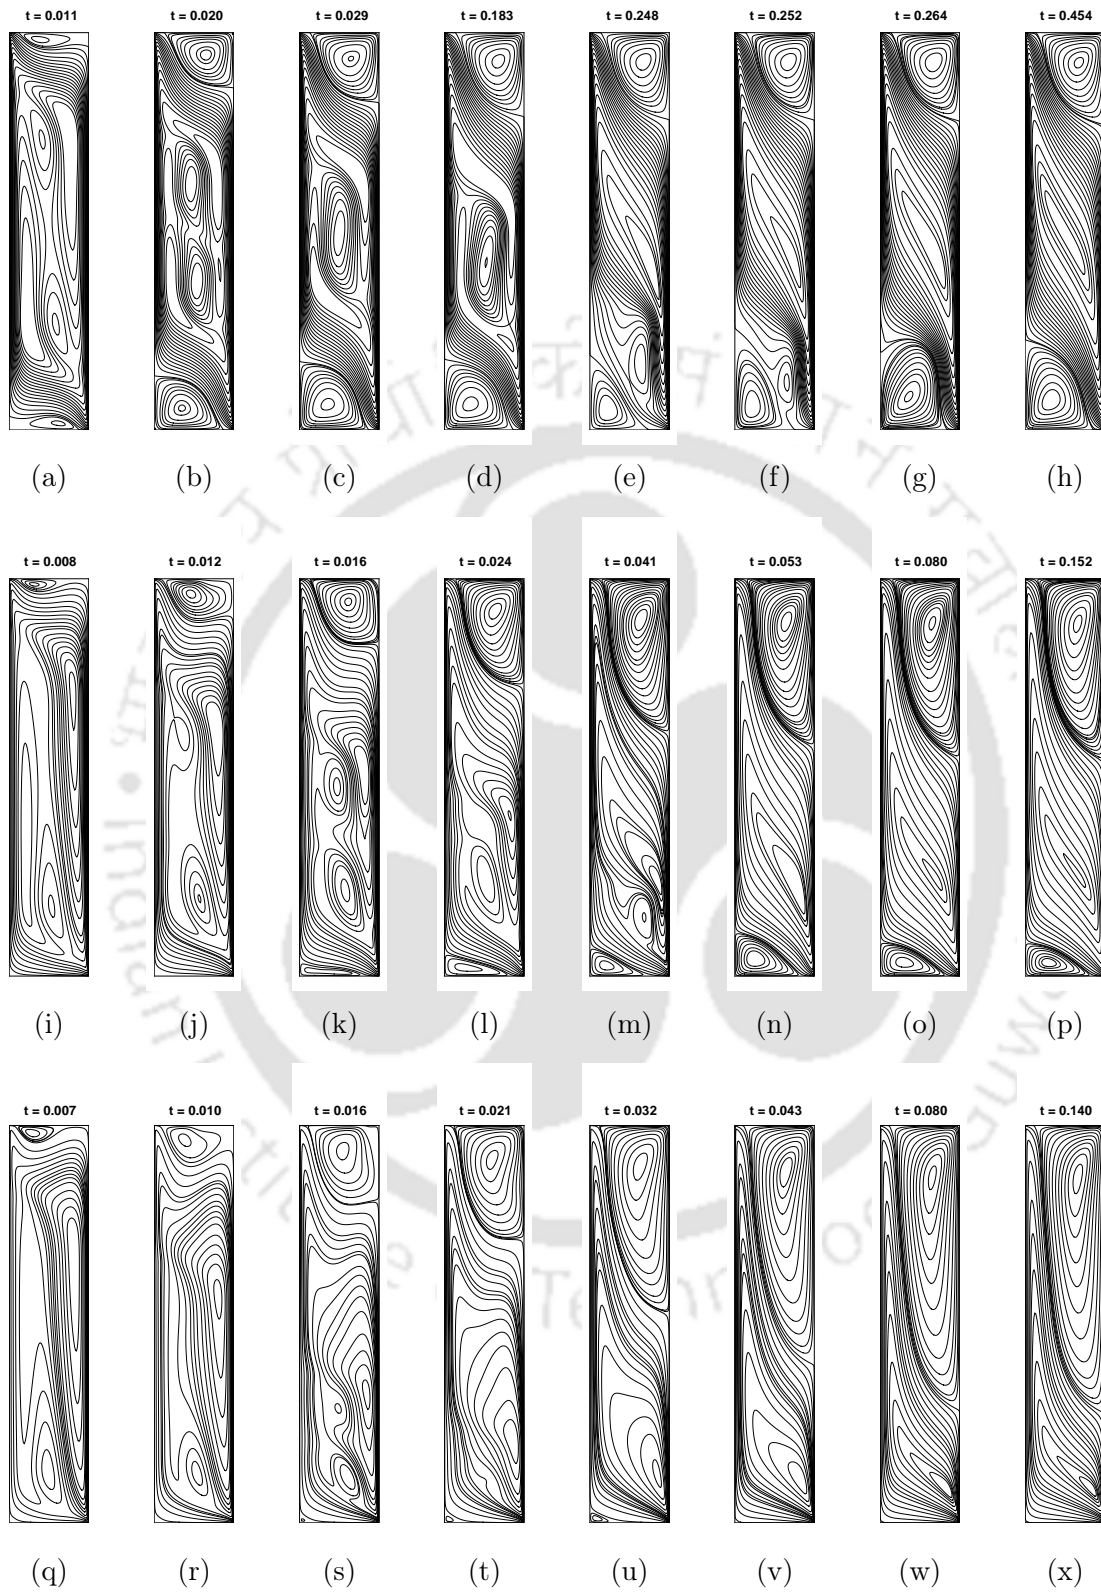 t = 0.011 t = 0.020 t = 0.029 t = 0.183 t = 0.248 t = 0.252 t = 0.264 t = 0.454
(a) (b) (c) (d) (e) (f) (g) (h)
t = 0.008 t = 0.012 t = 0.016 t = 0.024 t = 0.041 t = 0.053 t = 0.080 t = 0.152
(i) (j) (k) (l) (m) (n) (o) (p)
t = 0.007 t = 0.010 t = 0.016 t = 0.021 t = 0.032 t = 0.043 t = 0.080 t = 0.140
(q) (r) (s) (t) (u) (v) (w) (x)